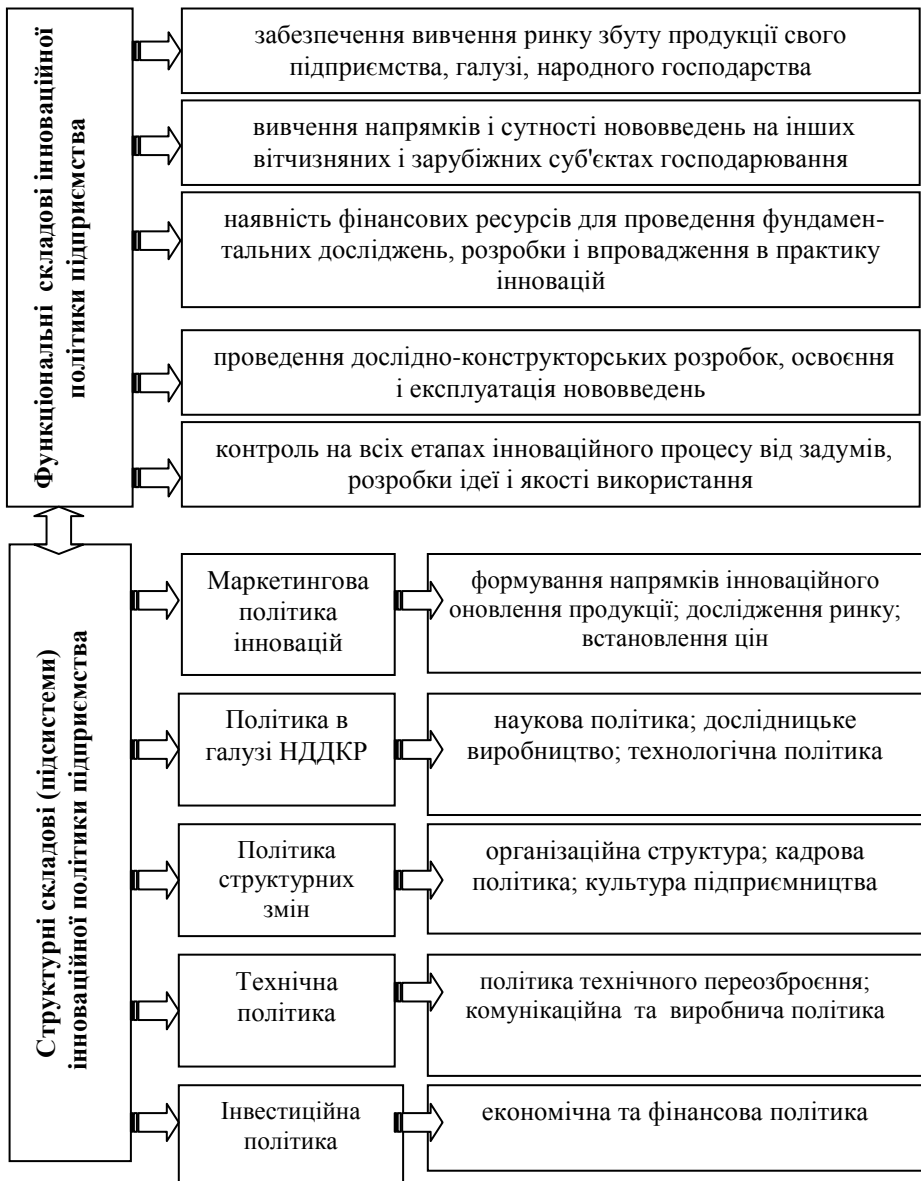 Функціональні складові інноваційної
політики підприємства
забезпечення вивчення ринку збуту продукції свого
підприємства, галузі, народного господарства
вивчення напрямків і сутності нововведень на інших
вітчизняних і зарубіжних суб'єктах господарювання
наявність фінансових ресурсів для проведення фундамен-
тальних досліджень, розробки і впровадження в практику
інновацій
проведення дослідно-конструкторських розробок, освоєння
і експлуатація нововведень
контроль на всіх етапах інноваційного процесу від задумів,
розробки ідеї і якості використання
Структурні складові (підсистеми)
інноваційної політики підприємства
Маркетингова
політика
інновацій
формування напрямків інноваційного
оновлення продукції; дослідження ринку;
встановлення цін
Політика в
галузі НДДКР
наукова політика; дослідницьке
виробництво; технологічна політика
Політика
структурних
змін
організаційна структура; кадрова
політика; культура підприємництва
Технічна
політика
політика технічного переозброєння;
комунікаційна та виробнича політика
Інвестиційна
політика
економічна та фінансова політика